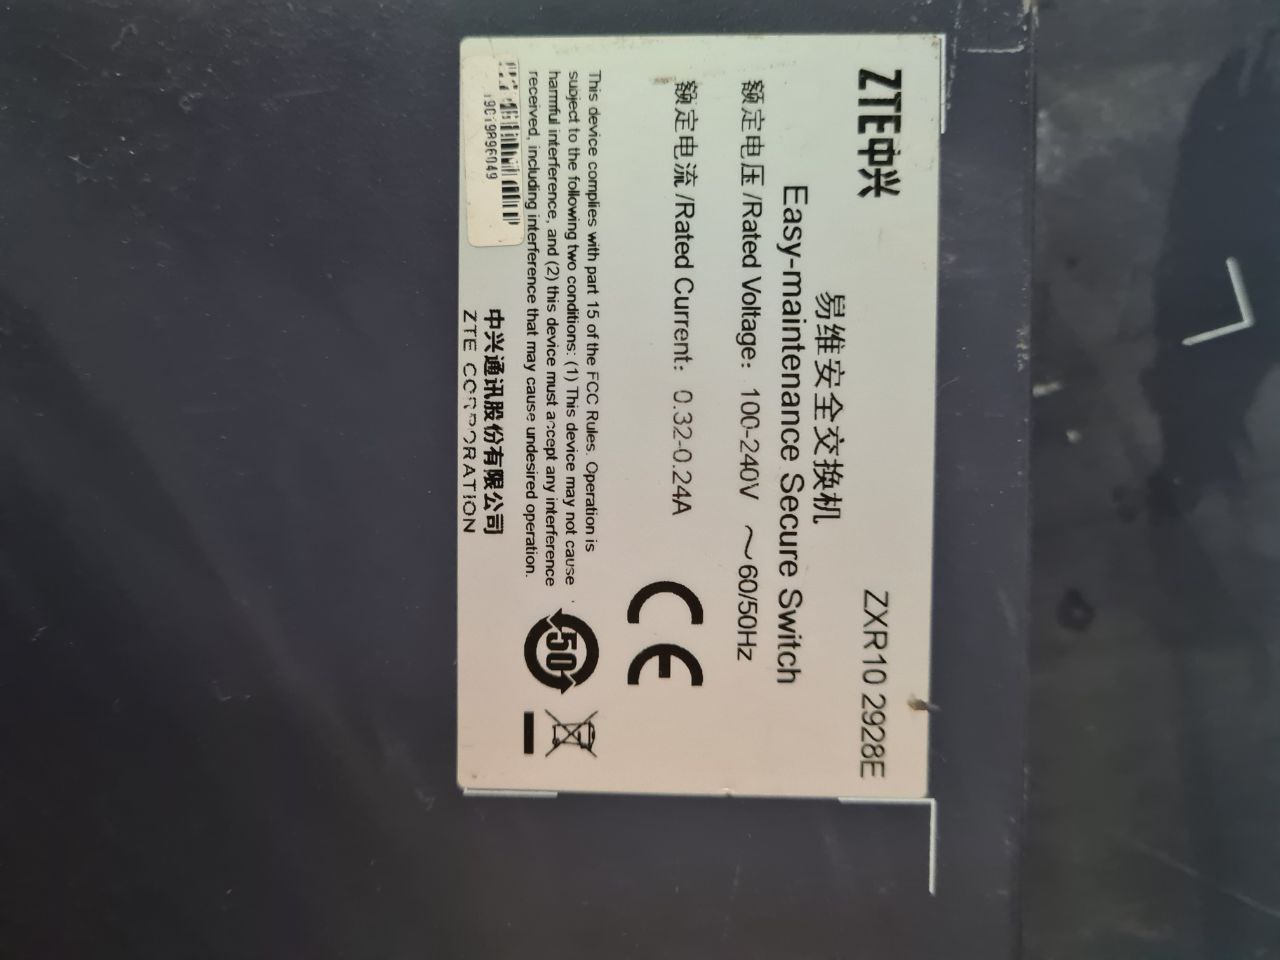 ZTE中兴
ZXR10 2928E
易维安全交换机
Easy-maintenance Secure Switch
额定电压/Rated Voltage: 100-240V ～60/50Hz
额定电流/Rated Current: 0.32-0.24A
This device complies with part 15 of the FCC Rules. Operation is
subject to the following two conditions: (1) This device may not cause
harmful interference, and (2) this device must accept any interference
received, including interference that may cause undesired operation.
50
中兴通讯股份有限公司
ZTE CORPORATION